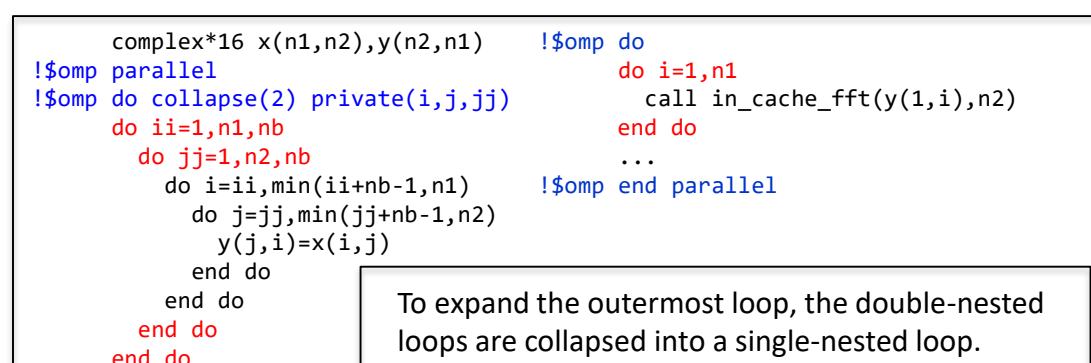 complex*16 x(n1,n2),y(n2,n1)
!$omp parallel
!$omp do collapse(2) private(i,j,jj)
do ii=1,n1,nb
do jj=1,n2,nb
do i=ii,min(ii+nb-1,n1)
do j=jj,min(jj+nb-1,n2)
y(j,i)=x(i,j)
end do
end do
end do
end do
!$omp do
do i=1,n1
call in_cache_fft(y(1,i),n2)
end do
...
!$omp end parallel
To expand the outermost loop, the double-nested
loops are collapsed into a single-nested loop.